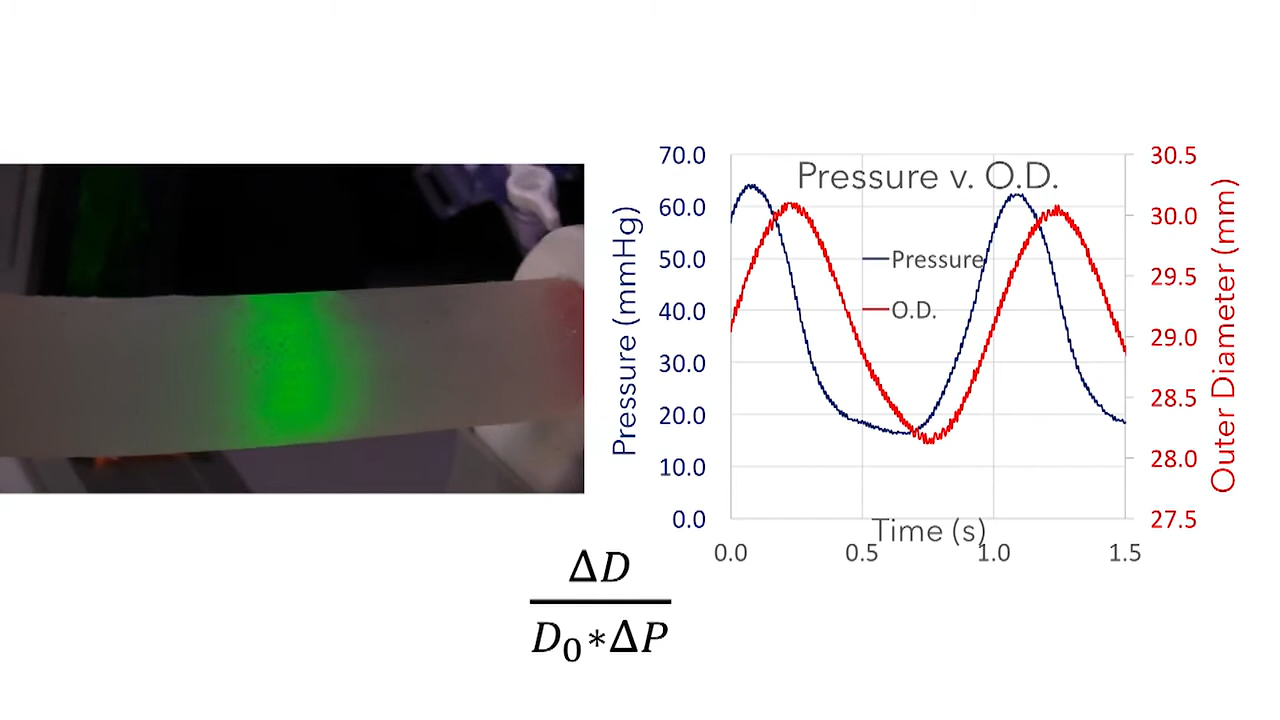 Pressure v. O.D.
70.0
60.0
50.0
40.0
30.0
20.0
10.0
0.0
Pressure (mmHg)
Pressure
O.D.
30.5
30.0
29.5
29.0
28.5
28.0
27.5
Outer Diameter (mm)
Time (s)
0.0 0.5 1.0 1.5
ΔD
D₀*ΔP